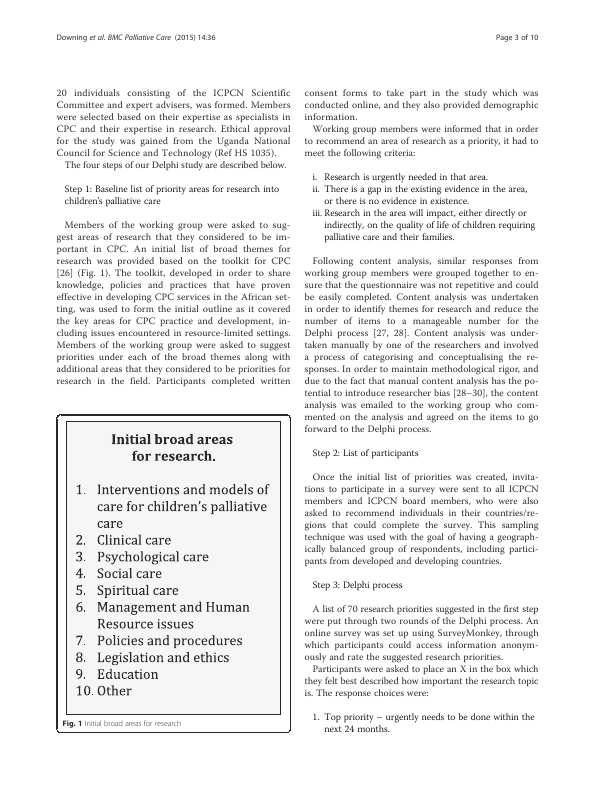 Downing et al. BMC Palliative Care (2015) 14:36
Page 3 of 10
20 individuals consisting of the ICPCN Scientific
Committee and expert advisers, was formed. Members
were selected based on their expertise as specialists in
CPC and their expertise in research. Ethical approval
for the study was gained from the Uganda National
Council for Science and Technology (Ref HS 1035).
The four steps of our Delphi study are described below.
Step 1: Baseline list of priority areas for research into
children's palliative care
Members of the working group were asked to sug-
gest areas of research that they considered to be im-
portant in CPC. An initial list of broad themes for
research was provided based on the toolkit for CPC
[26] (Fig. 1). The toolkit, developed in order to share
knowledge, policies and practices that have proven
effective in developing CPC services in the African set-
ting, was used to form the initial outline as it covered
the key areas for CPC practice and development, in-
cluding issues encountered in resource-limited settings.
Members of the working group were asked to suggest
priorities under each of the broad themes along with
additional areas that they considered to be priorities for
research in the field. Participants completed written
Initial broad areas
for research.
1. Interventions and models of
care for children's palliative
care
2. Clinical care
3. Psychological care
4. Social care
5. Spiritual care
6. Management and Human
Resource issues
7. Policies and procedures
8. Legislation and ethics
9. Education
10. Other
Fig. 1 Initial broad areas for research
consent forms to take part in the study which was
conducted online, and they also provided demographic
information.
Working group members were informed that in order
to recommend an area of research as a priority, it had to
meet the following criteria:
i. Research is urgently needed in that area.
ii. There is a gap in the existing evidence in the area,
or there is no evidence in existence.
iii. Research in the area will impact, either directly or
indirectly, on the quality of life of children requiring
palliative care and their families.
Following content analysis, similar responses from
working group members were grouped together to en-
sure that the questionnaire was not repetitive and could
be easily completed. Content analysis was undertaken
in order to identify themes for research and reduce the
number of items to a manageable number for the
Delphi process [27, 28]. Content analysis was under-
taken manually by one of the researchers and involved
a process of categorising and conceptualising the re-
sponses. In order to maintain methodological rigor, and
due to the fact that manual content analysis has the po-
tential to introduce researcher bias [28–30], the content
analysis was emailed to the working group who com-
mented on the analysis and agreed on the items to go
forward to the Delphi process.
Step 2: List of participants
Once the initial list of priorities was created, invita-
tions to participate in a survey were sent to all ICPCN
members and ICPCN board members, who were also
asked to recommend individuals in their countries/re-
gions that could complete the survey. This sampling
technique was used with the goal of having a geograph-
ically balanced group of respondents, including partici-
pants from developed and developing countries.
Step 3: Delphi process
A list of 70 research priorities suggested in the first step
were put through two rounds of the Delphi process. An
online survey was set up using SurveyMonkey, through
which participants could access information anonym-
ously and rate the suggested research priorities.
Participants were asked to place an X in the box which
they felt best described how important the research topic
is. The response choices were:
1. Top priority – urgently needs to be done within the
next 24 months.